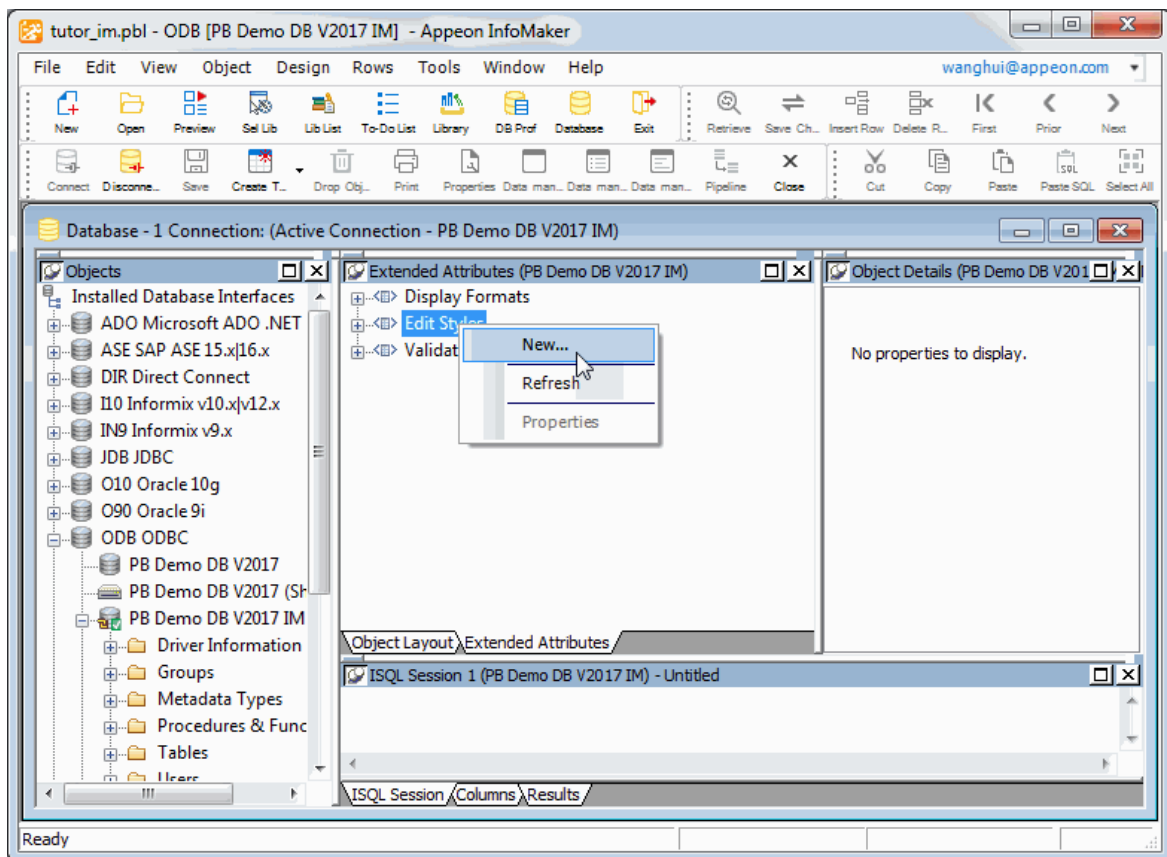 tutor_im.pbl - ODB [PB Demo DB V2017 IM] - Appeon InfoMaker
File Edit View Object Design Rows Tools Window Help wanghui@appeon.com
New Open Preview Sel Lib Lib List To-Do List Library DB Prof Database Exit Retrieve Save Ch... Insert Row Delete R... First Prior Next
Connect Disconne... Save Create T... Drop Obj... Print Properties Data man... Data man... Data man... Pipeline Close Cut Copy Paste Paste SQL Select All
Database - 1 Connection: (Active Connection - PB Demo DB V2017 IM)
Objects
Installed Database Interfaces
ADO Microsoft ADO .NET
ASE SAP ASE 15.x|16.x
DIR Direct Connect
I10 Informix v10.x|v12.x
IN9 Informix v9.x
JDB JDBC
O10 Oracle 10g
O90 Oracle 9i
ODB ODBC
PB Demo DB V2017
PB Demo DB V2017 (Sh
PB Demo DB V2017 IM
Driver Information
Groups
Metadata Types
Procedures & Func
Tables
Users
Extended Attributes (PB Demo DB V2017 IM)
Display Formats
Edit Styles
Validat
New...
Refresh
Properties
Object Layout Extended Attributes
Object Details (PB Demo DB V201
No properties to display.
ISQL Session 1 (PB Demo DB V2017 IM) - Untitled
ISQL Session Columns Results
Ready